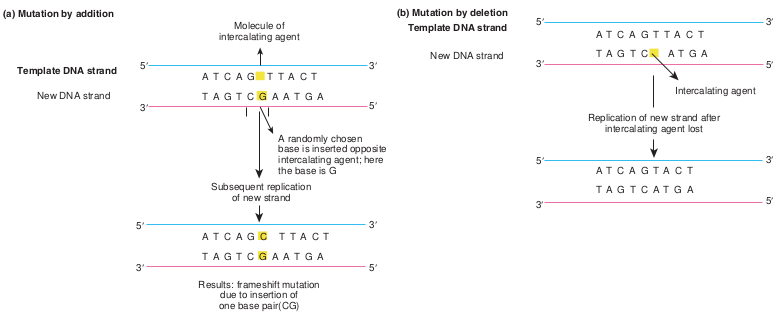 (a) Mutation by addition
Molecule of
intercalating agent
5′ 3′
Template DNA strand
A T C A G T T A C T
New DNA strand
T A G T C G A A T G A
3′ 5′
A randomly chosen
base is inserted opposite
intercalating agent; here
the base is G
Subsequent replication
of new strand
5′ 3′
A T C A G C T T A C T
T A G T C G A A T G A
3′ 5′
Results: frameshift mutation
due to insertion of
one base pair(CG)
(b) Mutation by deletion
5′ 3′
Template DNA strand
A T C A G T T A C T
New DNA strand
T A G T C A T G A
3′ 5′
Intercalating agent
Replication of new strand after
intercalating agent lost
5′ 3′
A T C A G T A C T
T A G T C A T G A
3′ 5′